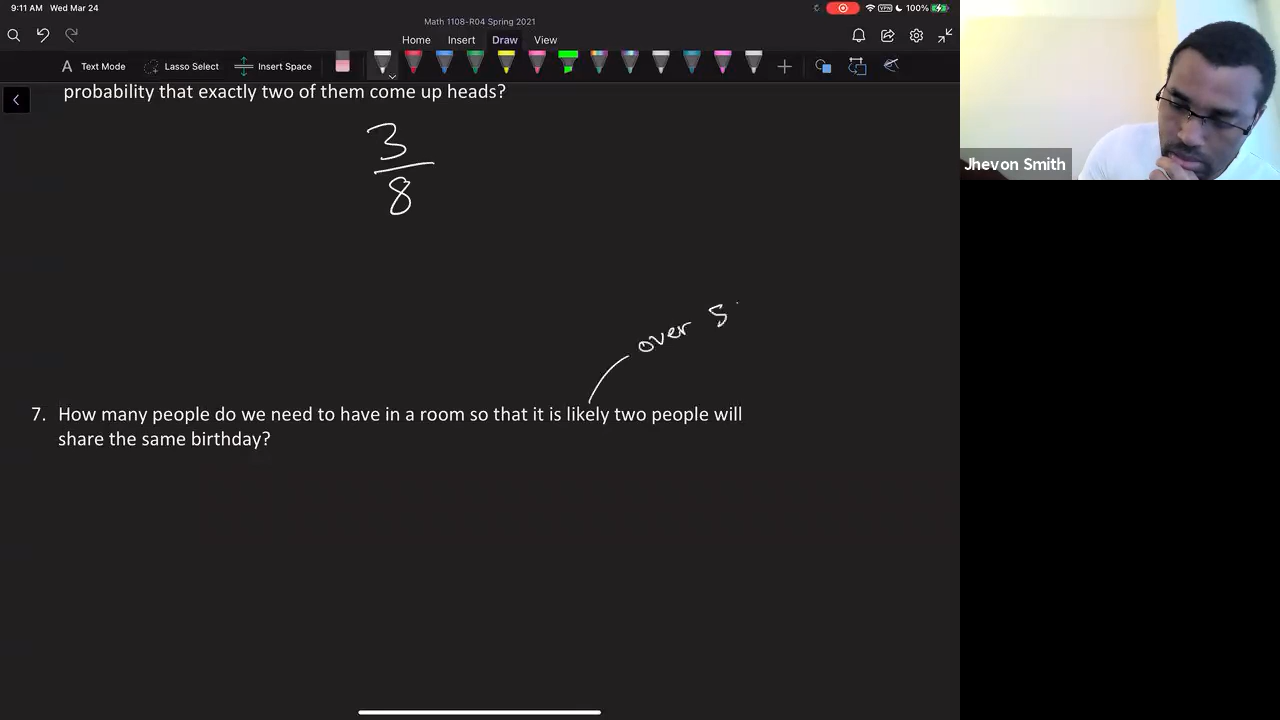 9:11 AM Wed Mar 24
VPN 100%
Math 1108-R04 Spring 2021
Home Insert Draw View
Text Mode Lasso Select Insert Space
probability that exactly two of them come up heads?
3
8
over 5
7. How many people do we need to have in a room so that it is likely two people will
share the same birthday?
Jhevon Smith